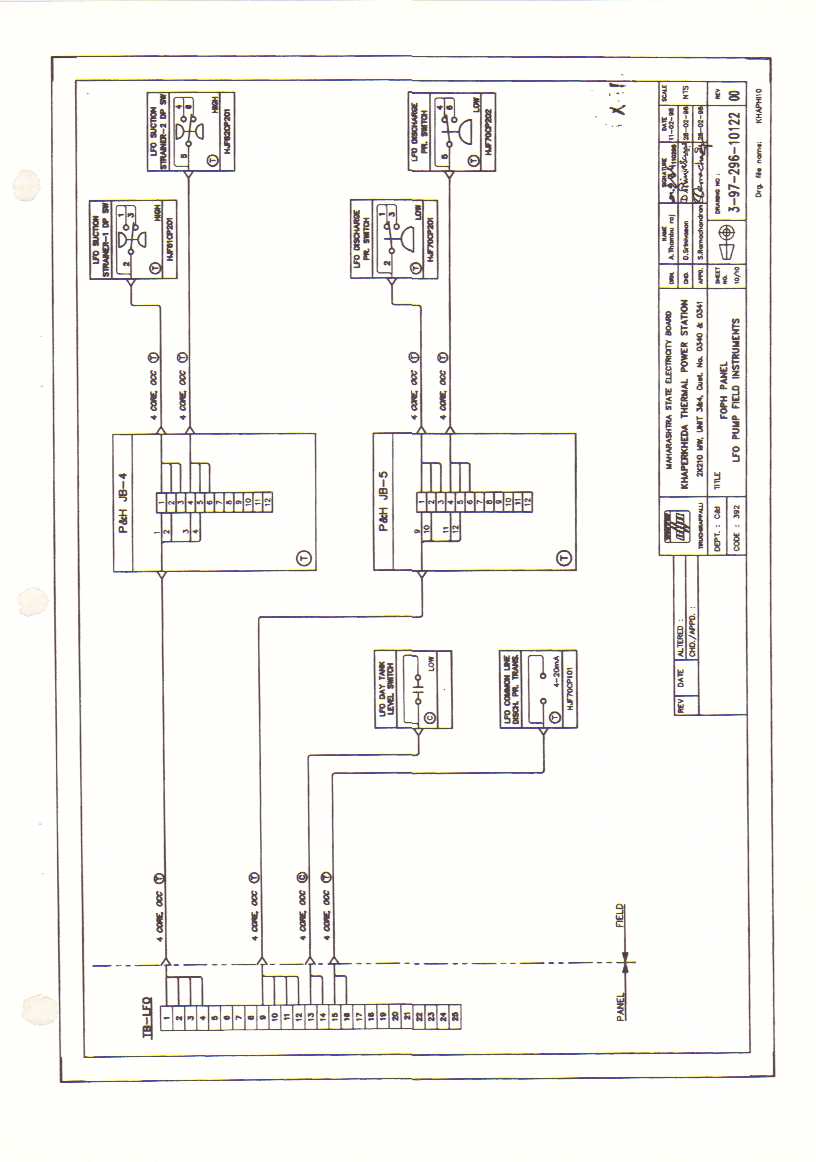 LFO SUCTION
STRAINER-2 DP SW
4 6
5
HIGH
T
HJF62CP201
LFO SUCTION
STRAINER-1 DP SW
1 3
2
HIGH
T
HJF61CP201
LFO DISCHARGE
PR. SWITCH
4 6
5
LOW
T
HJF70CP202
LFO DISCHARGE
PR. SWITCH
1 3
2
LOW
T
HJF70CP201
4 CORE, OCC T
4 CORE, OCC T
4 CORE, OCC T
4 CORE, OCC T
P&H JB-4
1 2 3 4 5 6 7 8 9 10 11 12
1 2 3 4
T
P&H JB-5
1 2 3 4 5 6 7 8 9 10 11 12
9 10 11 12
T
LFO DAY TANK
LEVEL SWITCH
LOW
C
LFO COMMON LINE
DISCH. PR. TRANS.
4-20mA
T
HJF70CP101
4 CORE, OCC T
4 CORE, OCC T
4 CORE, OCC C
4 CORE, OCC T
TB-LFO
1 2 3 4 5 6 7 8 9 10 11 12 13 14 15 16 17 18 19 20 21 22 23 24 25
PANEL FIELD
REV DATE ALTERED :
CHD./APPD. :
TIRUCHIRAPPALLI
DEPT. : C&I
CODE : 392
MAHARASHTRA STATE ELECTRICITY BOARD
KHAPERKHEDA THERMAL POWER STATION
2X210 MW, UNIT 3&4, Cust. No. 0340 & 0341
TITLE
FOPH PANEL
LFO PUMP FIELD INSTRUMENTS
NAME SIGNATURE DATE SCALE
DRN. A. Thambu raj 11-02-98 NTS
CHD. D.Srinivasan 28-02-98
APPD. S.Ramachandran 28-02-98
SHEET NO. 10/10
DRAWING NO :
3-97-296-10122
REV
00
Drg. file name: KHAPH10